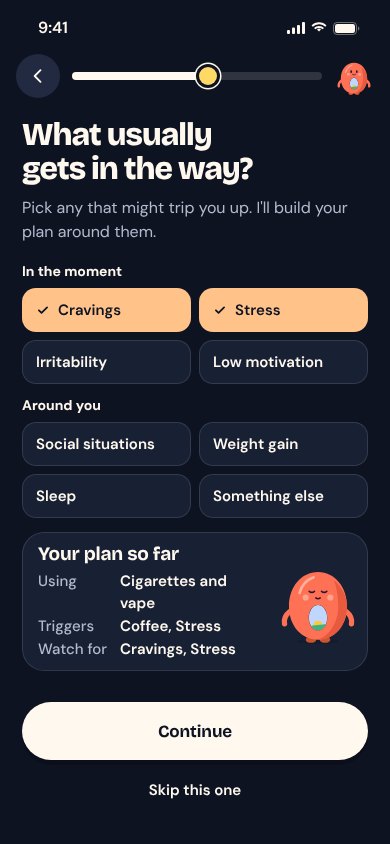 9:41
What usually
gets in the way?
Pick any that might trip you up. I'll build your
plan around them.
In the moment
Cravings
Stress
Irritability
Low motivation
Around you
Social situations
Weight gain
Sleep
Something else
Your plan so far
Using Cigarettes and
vape
Triggers Coffee, Stress
Watch for Cravings, Stress
Continue
Skip this one